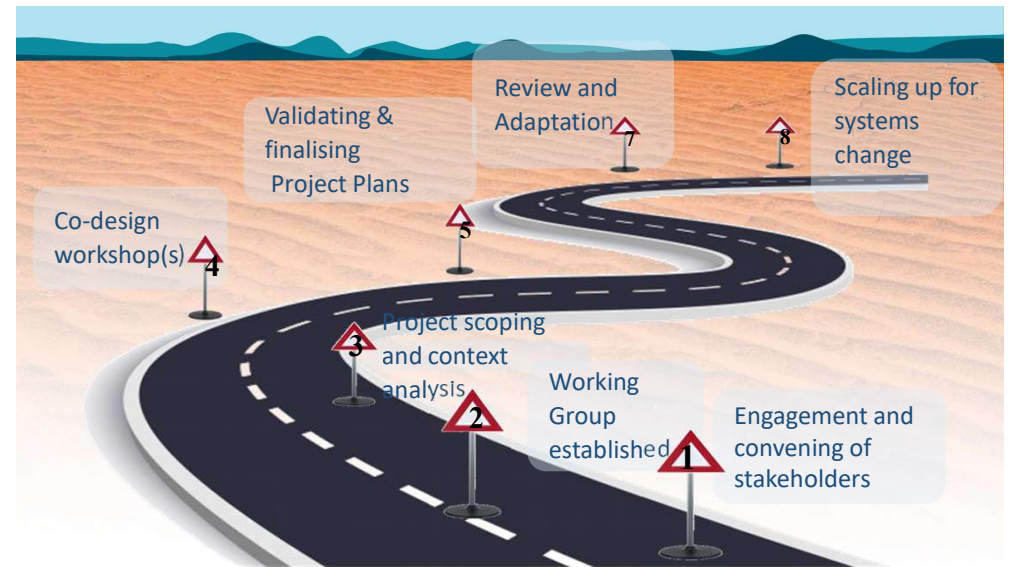 Review and
Adaptation
7
8
Scaling up for
systems
change
Validating &
finalising
Project Plans
5
Co-design
workshop(s)
4
3
Project scoping
and context
analysis
2
Working
Group
established
1
Engagement and
convening of
stakeholders